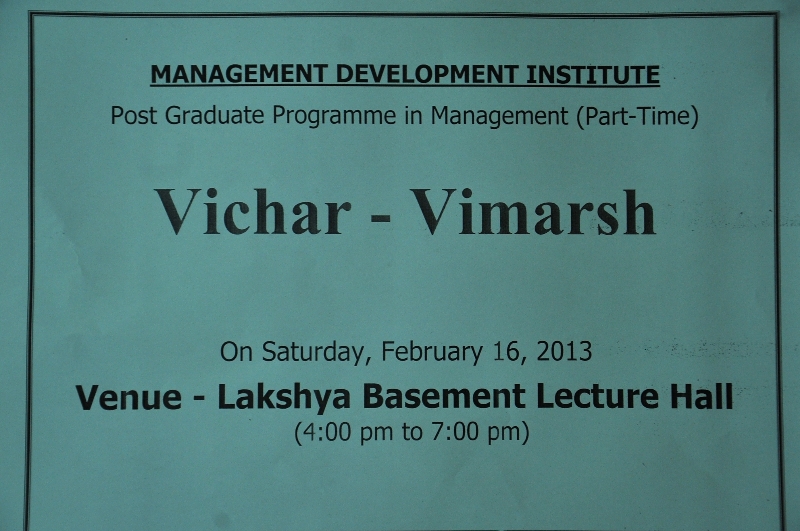 MANAGEMENT DEVELOPMENT INSTITUTE
Post Graduate Programme in Management (Part-Time)
Vichar - Vimarsh
On Saturday, February 16, 2013
Venue - Lakshya Basement Lecture Hall
(4:00 pm to 7:00 pm)